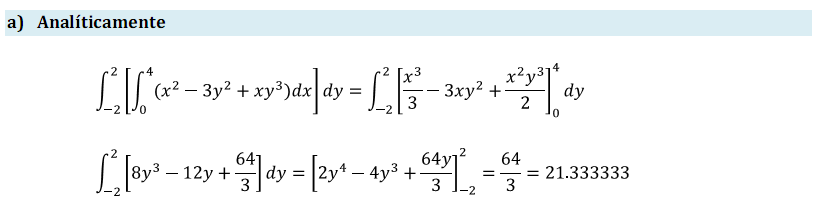 a) Analíticamente
∫_{-2}^{2} [∫_{0}^{4} (x² − 3y² + xy³)dx] dy = ∫_{-2}^{2} [x³/3 − 3xy² + x²y³/2]_{0}^{4} dy
∫_{-2}^{2} [8y³ − 12y + 64/3] dy = [2y⁴ − 4y³ + 64y/3]_{-2}^{2} = 64/3 = 21.333333